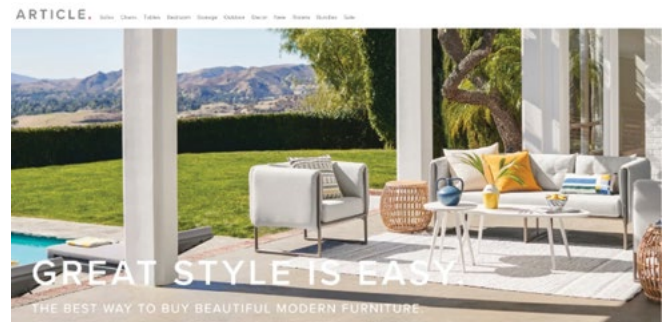 ARTICLE. Sofas Chairs Tables Bedroom Storage Outdoor Decor New Rooms Sale
GREAT STYLE IS EASY.
THE BEST WAY TO BUY BEAUTIFUL MODERN FURNITURE.